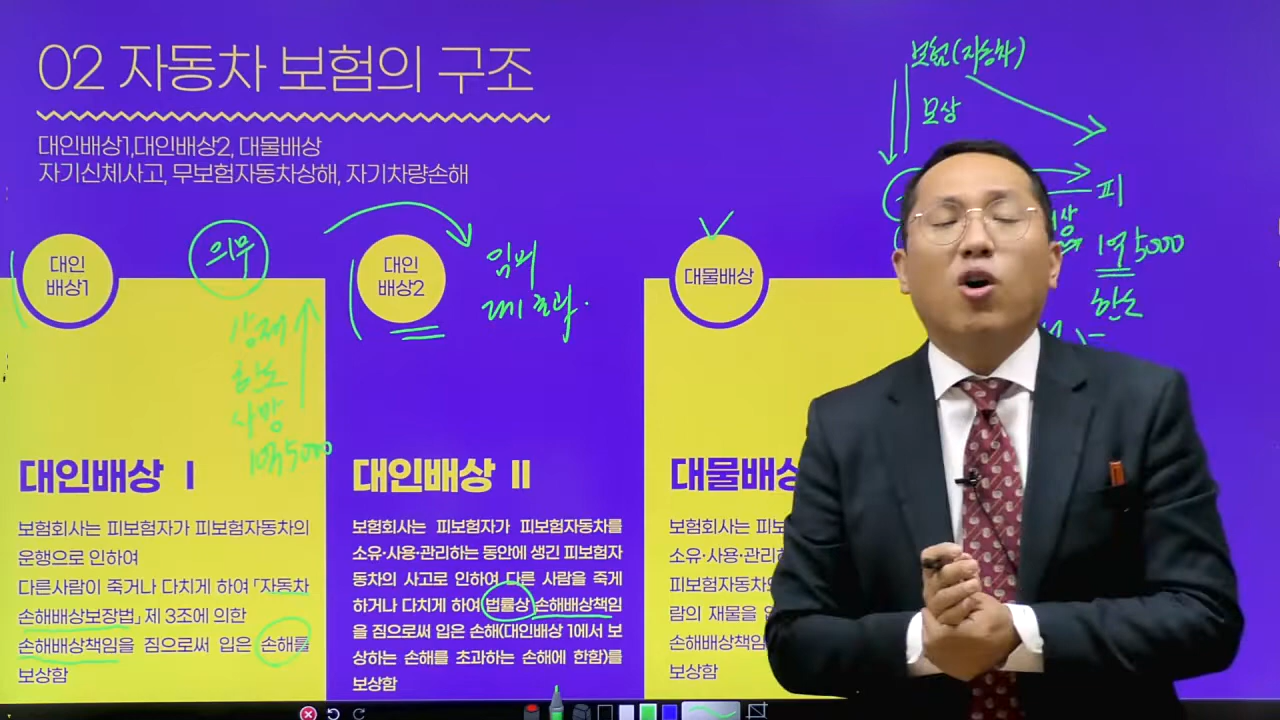 02 자동차 보험의 구조
대인배상1,대인배상2, 대물배상
자기신체사고, 무보험자동차상해, 자기차량손해
보험(자동차)
보상
피
1억5000
한도
대인
배상1
의무
강제
한도
사망
1억5000
대인
배상2
임의
초과.
대물배상
대인배상 Ⅰ
보험회사는 피보험자가 피보험자동차의
운행으로 인하여
다른사람이 죽거나 다치게 하여 「자동차
손해배상보장법」 제 3조에 의한
손해배상책임을 짐으로써 입은 손해를
보상함
대인배상 Ⅱ
보험회사는 피보험자가 피보험자동차를
소유·사용·관리하는 동안에 생긴 피보험자
동차의 사고로 인하여 다른 사람을 죽게
하거나 다치게 하여 법률상 손해배상책임
을 짐으로써 입은 손해(대인배상 1에서 보
상하는 손해를 초과하는 손해에 한함)를
보상함
대물배상
보험회사는 피보
소유·사용·관리하
피보험자동차의
람의 재물을
손해배상책임
보상함